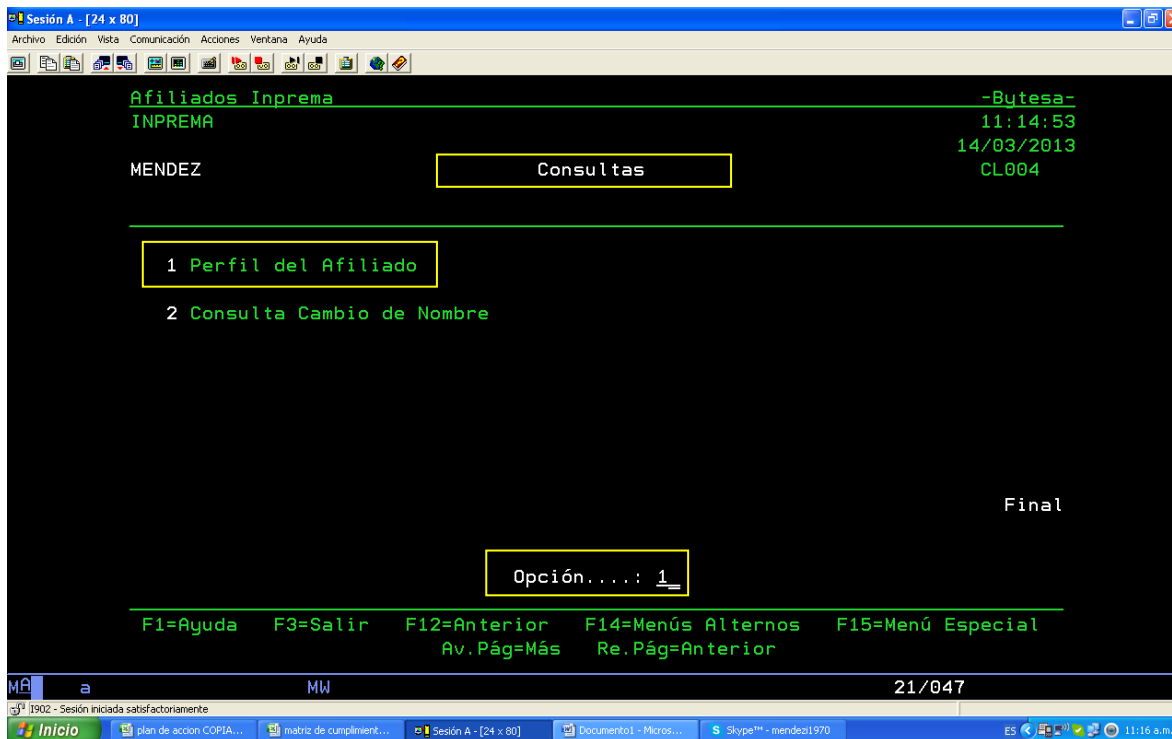 Sesión A - [24 x 80]
Archivo Edición Vista Comunicación Acciones Ventana Ayuda
Afiliados Inprema -Bytesa-
INPREMA 11:14:53
14/03/2013
MENDEZ Consultas CL004
1 Perfil del Afiliado
2 Consulta Cambio de Nombre
Final
Opción....: 1_
F1=Ayuda F3=Salir F12=Anterior F14=Menús Alternos F15=Menú Especial
Av.Pág=Más Re.Pág=Anterior
MA a MW 21/047
I902 - Sesión iniciada satisfactoriamente
Inicio plan de accion COPIA... matriz de cumplimient... Sesión A - [24 x 80] Documento1 - Micros... Skype™ - mendezi1970 ES 11:16 a.m.